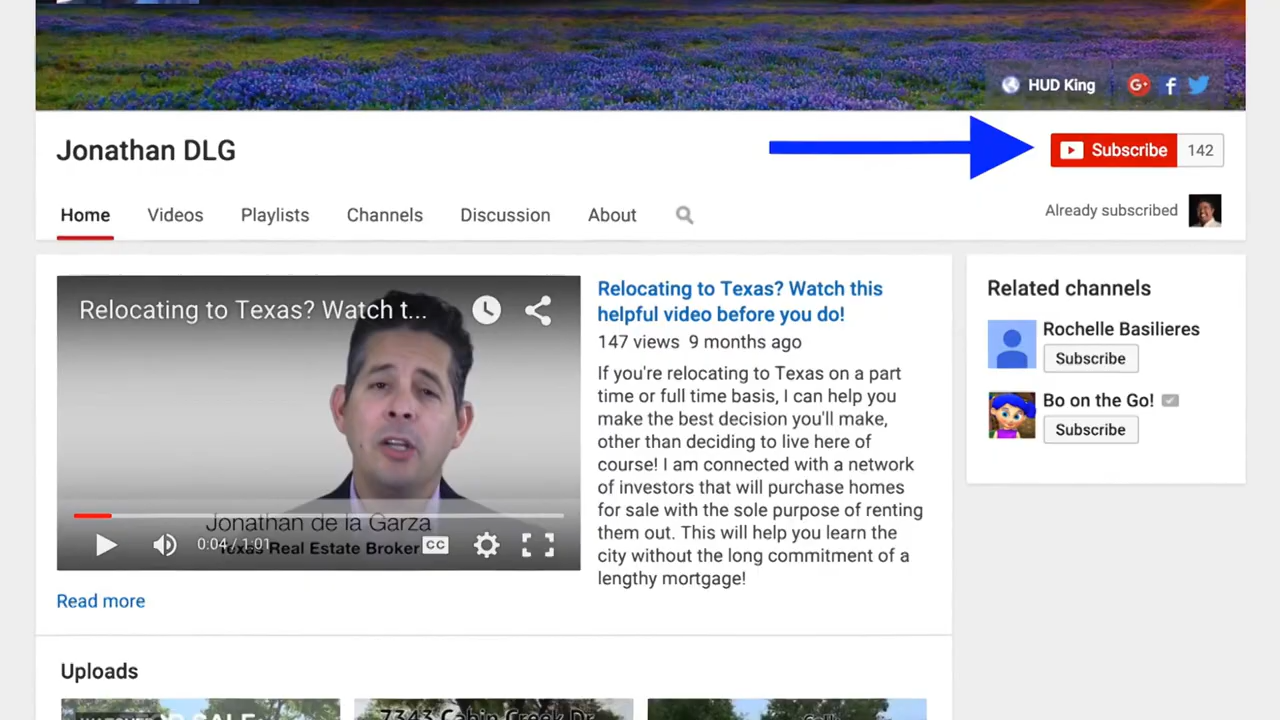 HUD King
Jonathan DLG
Subscribe 142
Home Videos Playlists Channels Discussion About
Already subscribed
Relocating to Texas? Watch t...
Jonathan de la Garza
Texas Real Estate Broker
0:04 / 1:01
CC
Relocating to Texas? Watch this
helpful video before you do!
147 views 9 months ago
If you're relocating to Texas on a part
time or full time basis, I can help you
make the best decision you'll make,
other than deciding to live here of
course! I am connected with a network
of investors that will purchase homes
for sale with the sole purpose of renting
them out. This will help you learn the
city without the long commitment of a
lengthy mortgage!
Read more
Related channels
Rochelle Basilieres
Subscribe
Bo on the Go!
Subscribe
Uploads
7343 Cabin Creek Dr